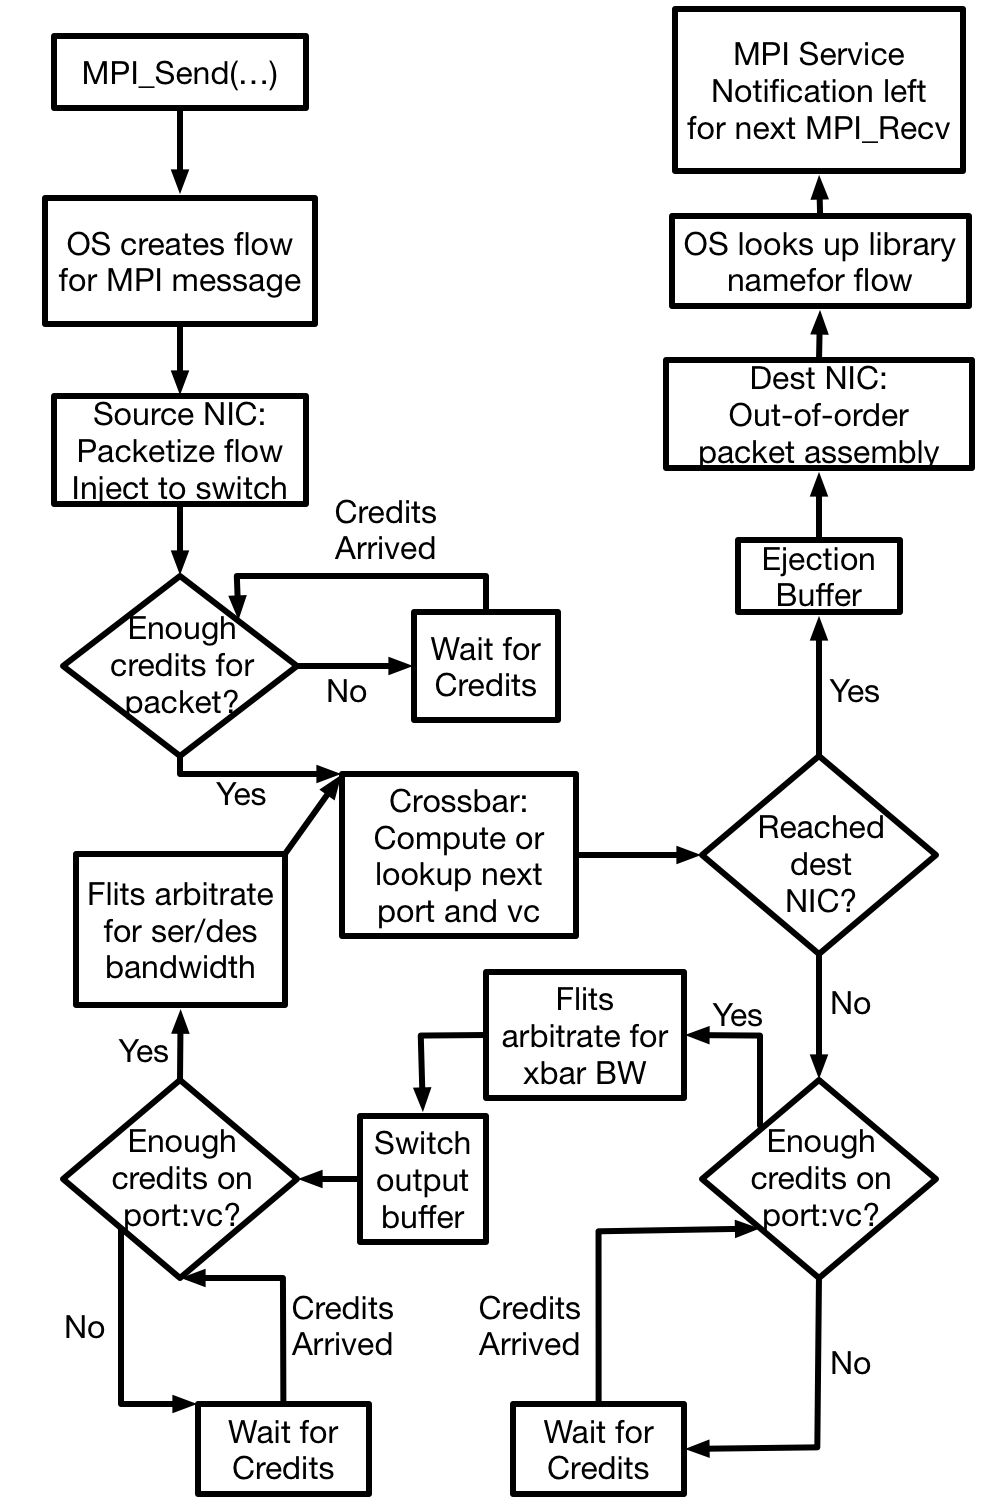 MPI_Send(...)
OS creates flow
for MPI message
Source NIC:
Packetize flow
Inject to switch
Enough
credits for
packet?
No
Credits
Arrived
Wait for
Credits
Yes
Crossbar:
Compute or
lookup next
port and vc
Reached
dest
NIC?
Yes
Ejection
Buffer
Dest NIC:
Out-of-order
packet assembly
OS looks up library
namefor flow
MPI Service
Notification left
for next MPI_Recv
No
Enough
credits on
port:vc?
No
Wait for
Credits
Credits
Arrived
Yes
Flits
arbitrate for
xbar BW
Switch
output
buffer
Enough
credits on
port:vc?
No
Wait for
Credits
Credits
Arrived
Yes
Flits arbitrate
for ser/des
bandwidth